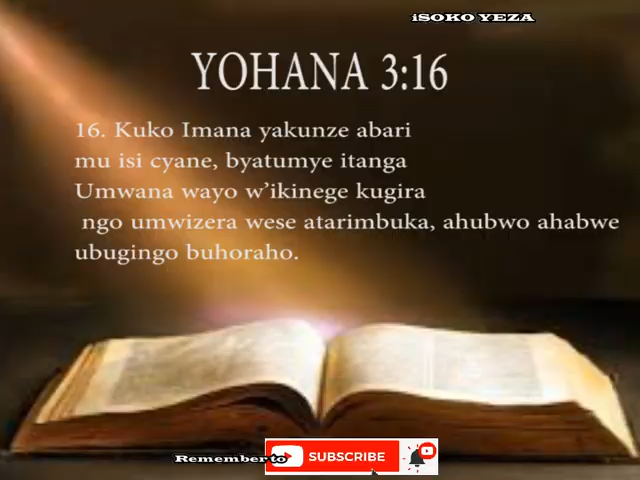 iSOKO YEZA
YOHANA 3:16
16. Kuko Imana yakunze abari
mu isi cyane, byatumye itanga
Umwana wayo w'ikinege kugira
ngo umwizera wese atarimbuka, ahubwo ahabwe
ubugingo buhoraho.
Remember to
SUBSCRIBE